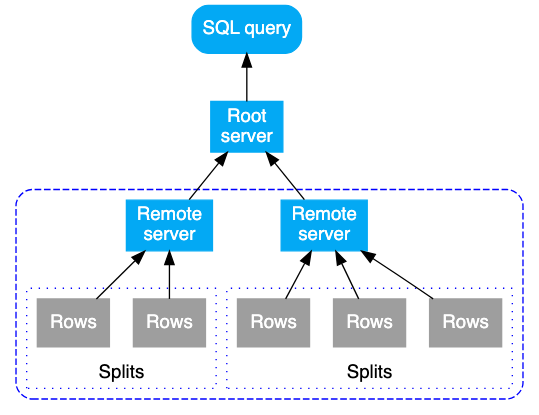 SQL query
Root
server
Remote
server
Remote
server
Rows
Rows
Rows
Rows
Rows
Splits
Splits